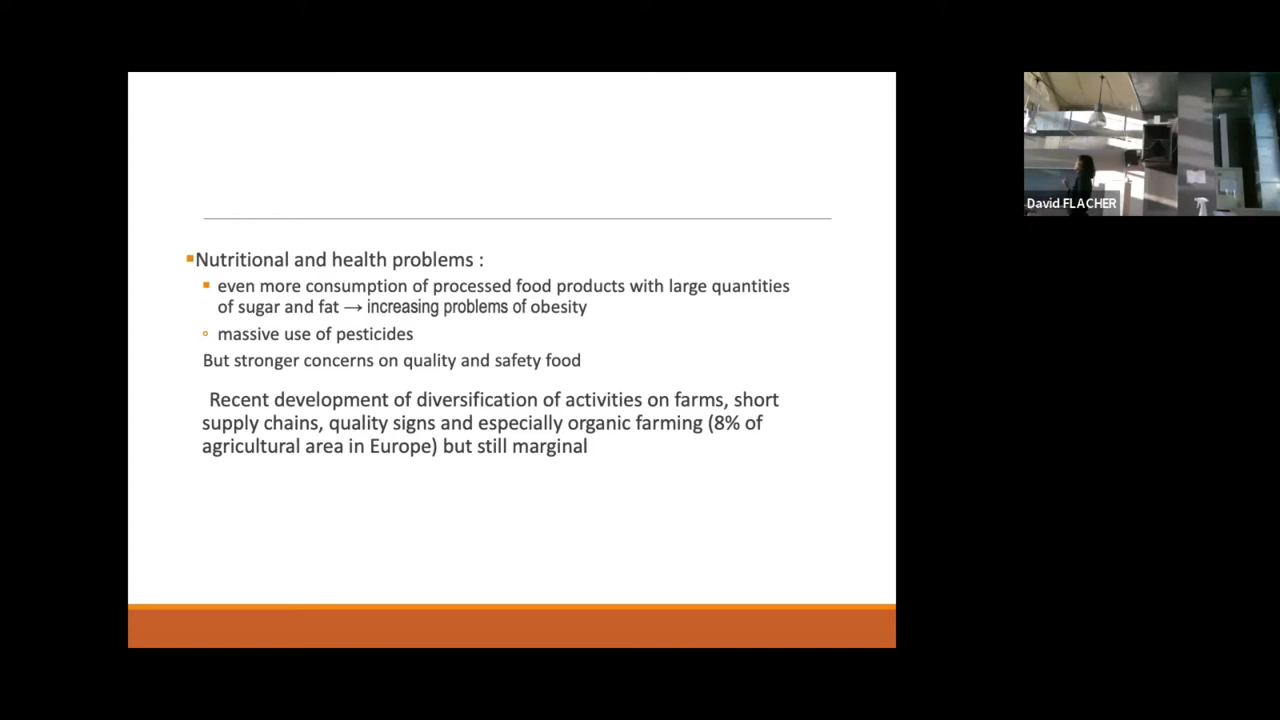 Nutritional and health problems :
even more consumption of processed food products with large quantities
of sugar and fat → increasing problems of obesity
massive use of pesticides
But stronger concerns on quality and safety food
Recent development of diversification of activities on farms, short
supply chains, quality signs and especially organic farming (8% of
agricultural area in Europe) but still marginal
David FLACHER